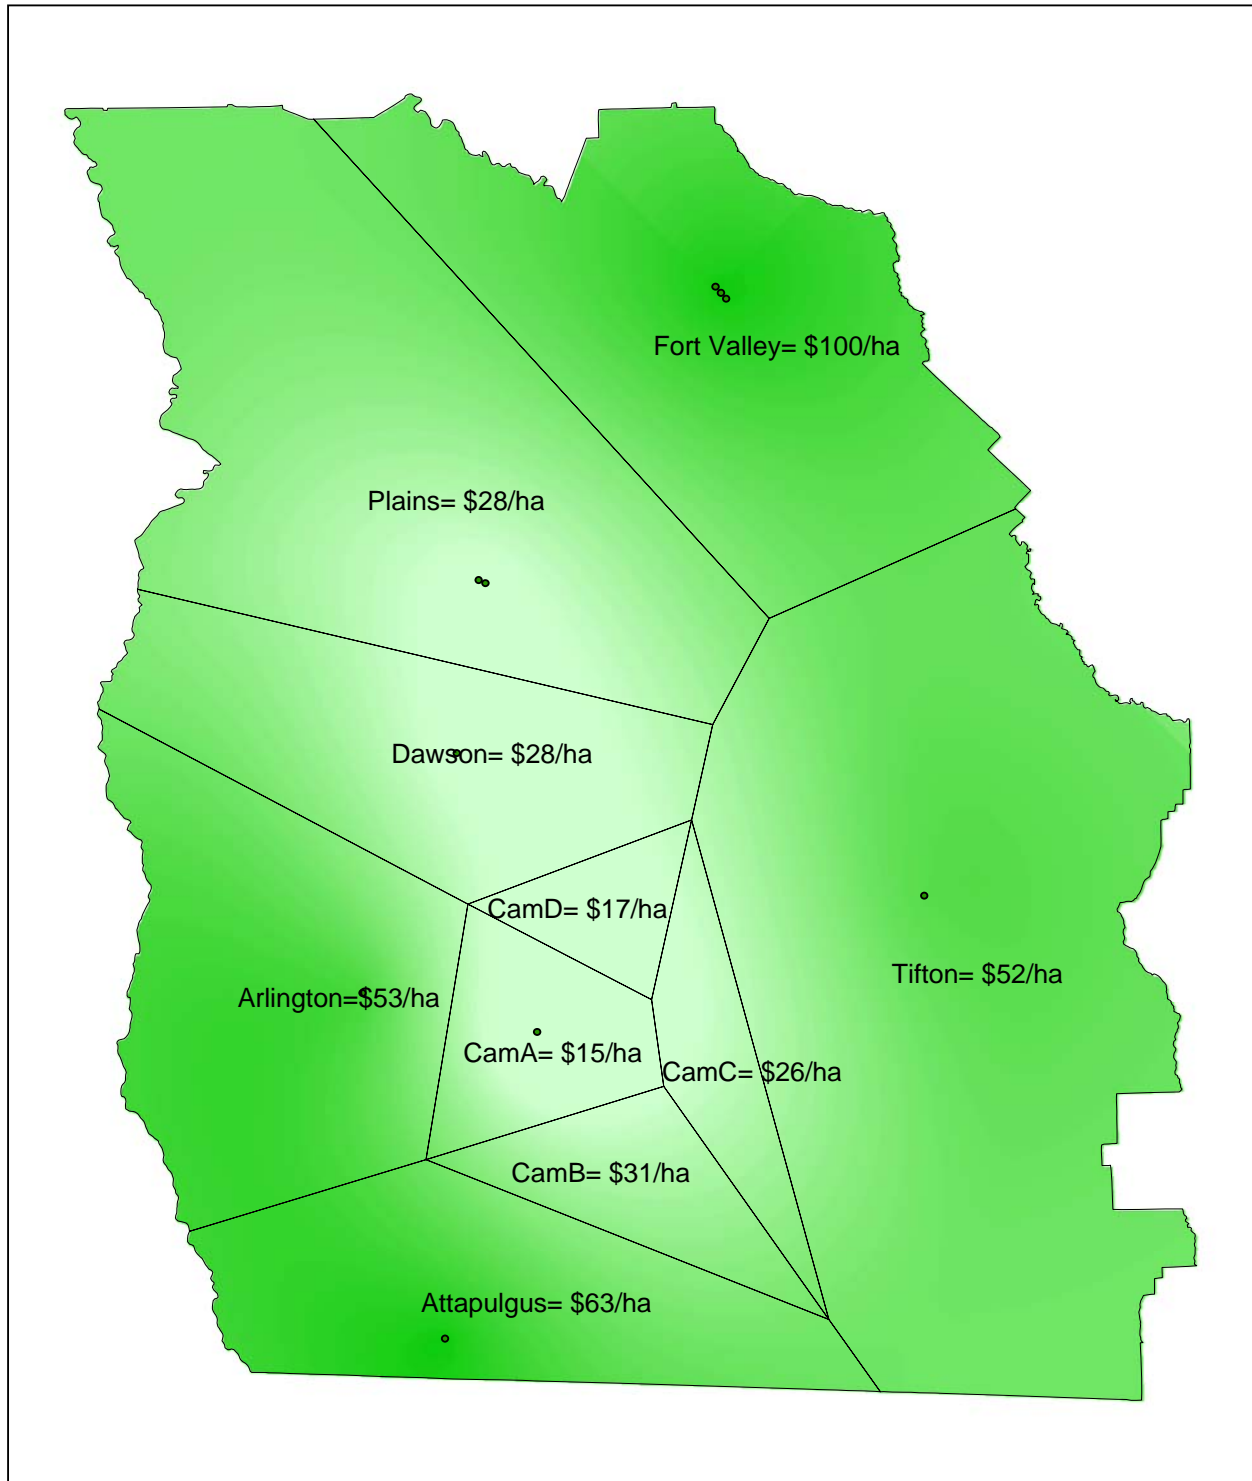 Fort Valley= $100/ha
Plains= $28/ha
Dawson= $28/ha
CamD= $17/ha
Tifton= $52/ha
Arlington=$53/ha
CamA= $15/ha
CamC= $26/ha
CamB= $31/ha
Attapulgus= $63/ha